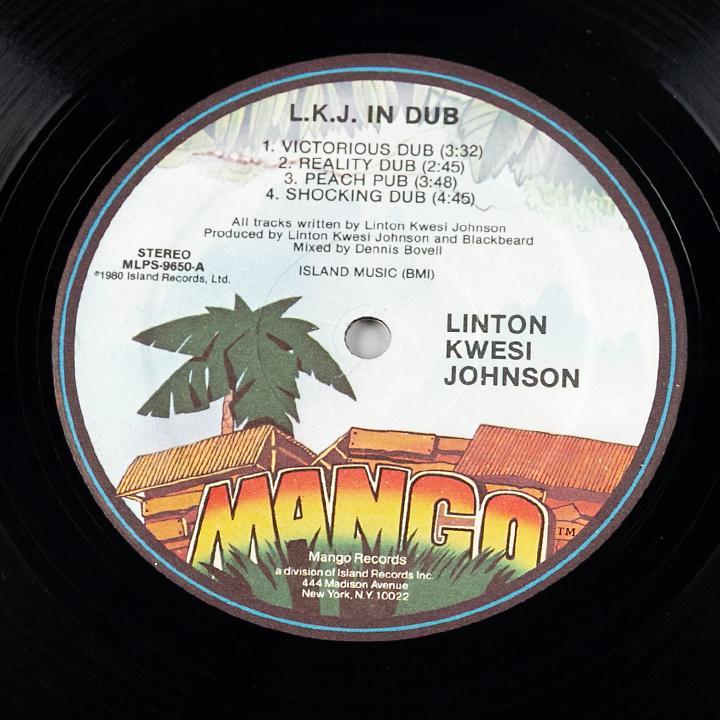 L.K.J. IN DUB
1. VICTORIOUS DUB (3:32)
2. REALITY DUB (2:45)
3. PEACH PUB (3:48)
4. SHOCKING DUB (4:45)
All tracks written by Linton Kwesi Johnson
Produced by Linton Kwesi Johnson and Blackbeard
Mixed by Dennis Bovell
STEREO
MLPS-9650-A
℗1980 Island Records, Ltd.
ISLAND MUSIC (BMI)
LINTON
KWESI
JOHNSON
MANGO TM
Mango Records
a division of Island Records Inc.
444 Madison Avenue
New York, N.Y. 10022